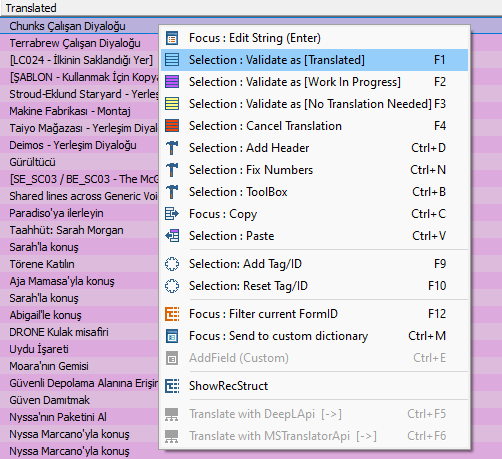 Translated
Chunks Çalışan Diyaloğu
Terrabrew Çalışan Diyaloğu
[LC024 - İlkinin Saklandığı Yer]
[ŞABLON - Kullanmak İçin Kopya
Stroud-Eklund Staryard - Yerleşim
Makine Fabrikası - Montaj
Taiyo Mağazası - Yerleşim Diyaloğ
Deimos - Yerleşim Diyaloğu
Gürültücü
[SE_SC03 / BE_SC03 - The McG
Shared lines across Generic Voi
Paradiso'ya ilerleyin
Taahhüt: Sarah Morgan
Sarah'la konuş
Törene Katılın
Aja Mamasa'yla konuş
Sarah'la konuş
Abigail'le konuş
DRONE Kulak misafiri
Uydu İşareti
Moara'nın Gemisi
Güvenli Depolama Alanına Erişin
Güven Damıtmak
Nyssa'nın Paketini Al
Nyssa Marcano'yla konuş
Nyssa Marcano'yla konuş
Focus : Edit String (Enter)
Selection : Validate as [Translated] F1
Selection : Validate as [Work In Progress] F2
Selection : Validate as [No Translation Needed] F3
Selection : Cancel Translation F4
Selection : Add Header Ctrl+D
Selection : Fix Numbers Ctrl+N
Selection : ToolBox Ctrl+B
Focus : Copy Ctrl+C
Selection : Paste Ctrl+V
Selection: Add Tag/ID F9
Selection: Reset Tag/ID F10
Focus : Filter current FormID F12
Focus : Send to custom dictionary Ctrl+M
AddField (Custom) Ctrl+E
ShowRecStruct
Translate with DeepLApi [->] Ctrl+F5
Translate with MSTranslatorApi [->] Ctrl+F6